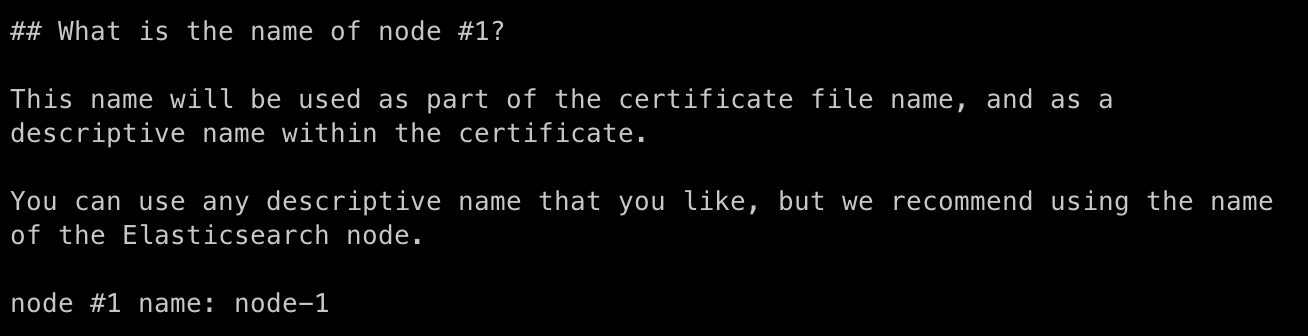 ## What is the name of node #1?
This name will be used as part of the certificate file name, and as a
descriptive name within the certificate.
You can use any descriptive name that you like, but we recommend using the name
of the Elasticsearch node.
node #1 name: node-1